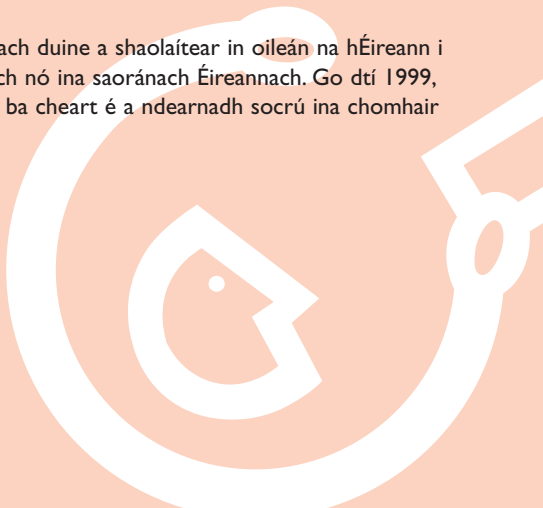 ach duine a shaolaítear in oileán na hÉireann i
ch nó ina saoránach Éireannach. Go dtí 1999,
ba cheart é a ndearnadh socrú ina chomhair